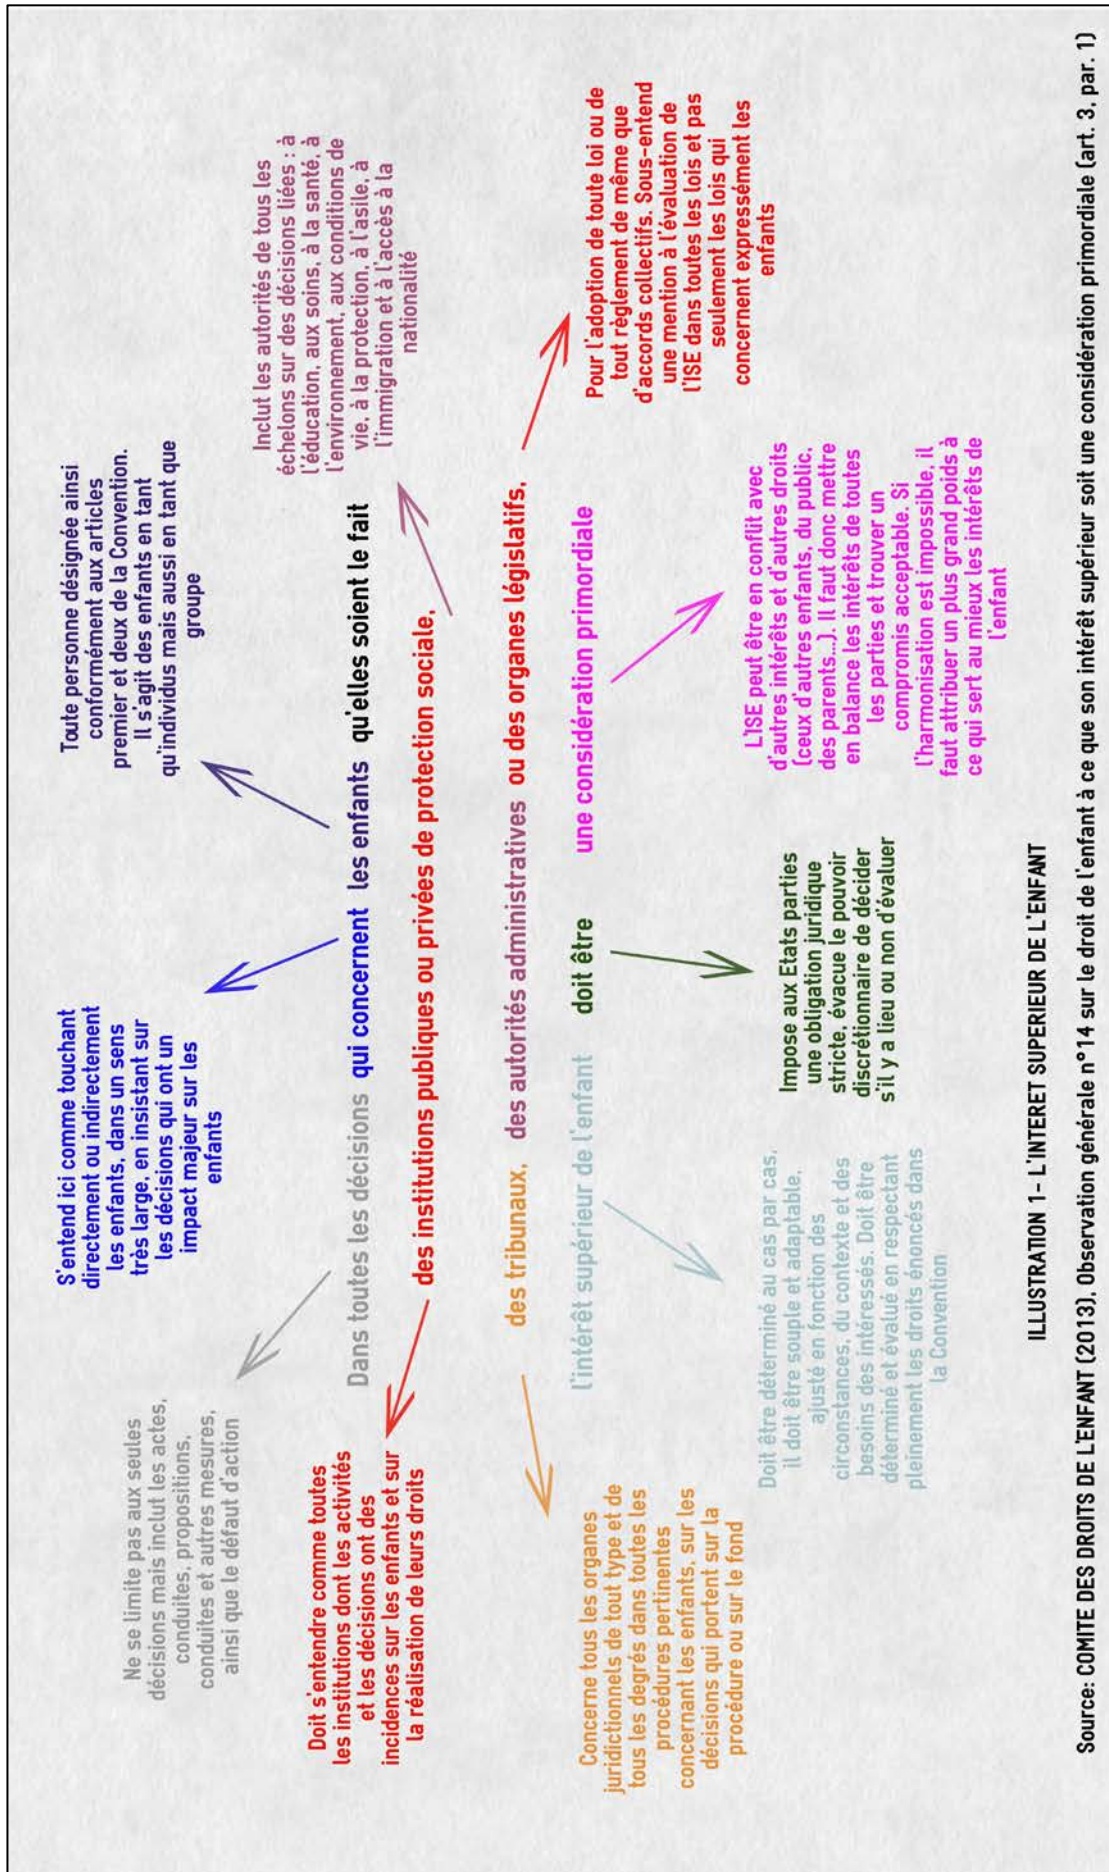 Ne se limite pas aux seules
décisions mais inclut les actes,
conduites, propositions,
conduites et autres mesures,
ainsi que le défaut d'action
S'entend ici comme touchant
directement ou indirectement
les enfants, dans un sens
très large, en insistant sur
les décisions qui ont un
impact majeur sur les
enfants
Toute personne désignée ainsi
conformément aux articles
premier et deux de la Convention.
Il s'agit des enfants en tant
qu'individus mais aussi en tant que
groupe
Inclut les autorités de tous les
échelons sur des décisions liées : à
l'éducation, aux soins, à la santé, à
l'environnement, aux conditions de
vie, à la protection, à l'asile, à
l'immigration et à l'accès à la
nationalité
Doit s'entendre comme toutes
les institutions dont les activités
et les décisions ont des
incidences sur les enfants et sur
la réalisation de leurs droits
Dans toutes les décisions qui concernent les enfants qu'elles soient le fait
des institutions publiques ou privées de protection sociale,
des tribunaux, des autorités administratives ou des organes législatifs,
l'intérêt supérieur de l'enfant doit être une considération primordiale
Concerne tous les organes
juridictionnels de tout type et de
tous les degrés dans toutes les
procédures pertinentes
concernant les enfants, sur les
décisions qui portent sur la
procédure ou sur le fond
Doit être déterminé au cas par cas,
il doit être souple et adaptable,
ajusté en fonction des
circonstances, du contexte et des
besoins des intéressés. Doit être
déterminé et évalué en respectant
pleinement les droits énoncés dans
la Convention
Impose aux Etats parties
une obligation juridique
stricte, évacue le pouvoir
discrétionnaire de décider
s'il y a lieu ou non d'évaluer
L'ISE peut être en conflit avec
d'autres intérêts et d'autres droits
(ceux d'autres enfants, du public,
des parents...). Il faut donc mettre
en balance les intérêts de toutes
les parties et trouver un
compromis acceptable. Si
l'harmonisation est impossible, il
faut attribuer un plus grand poids à
ce qui sert au mieux les intérêts de
l'enfant
Pour l'adoption de toute loi ou de
tout règlement de même que
d'accords collectifs. Sous-entend
une mention à l'évaluation de
l'ISE dans toutes les lois et pas
seulement les lois qui
concernent expressément les
enfants
ILLUSTRATION 1- L'INTERET SUPERIEUR DE L'ENFANT
Source: COMITE DES DROITS DE L'ENFANT (2013), Observation générale n°14 sur le droit de l'enfant à ce que son intérêt supérieur soit une considération primordiale (art. 3, par. 1)